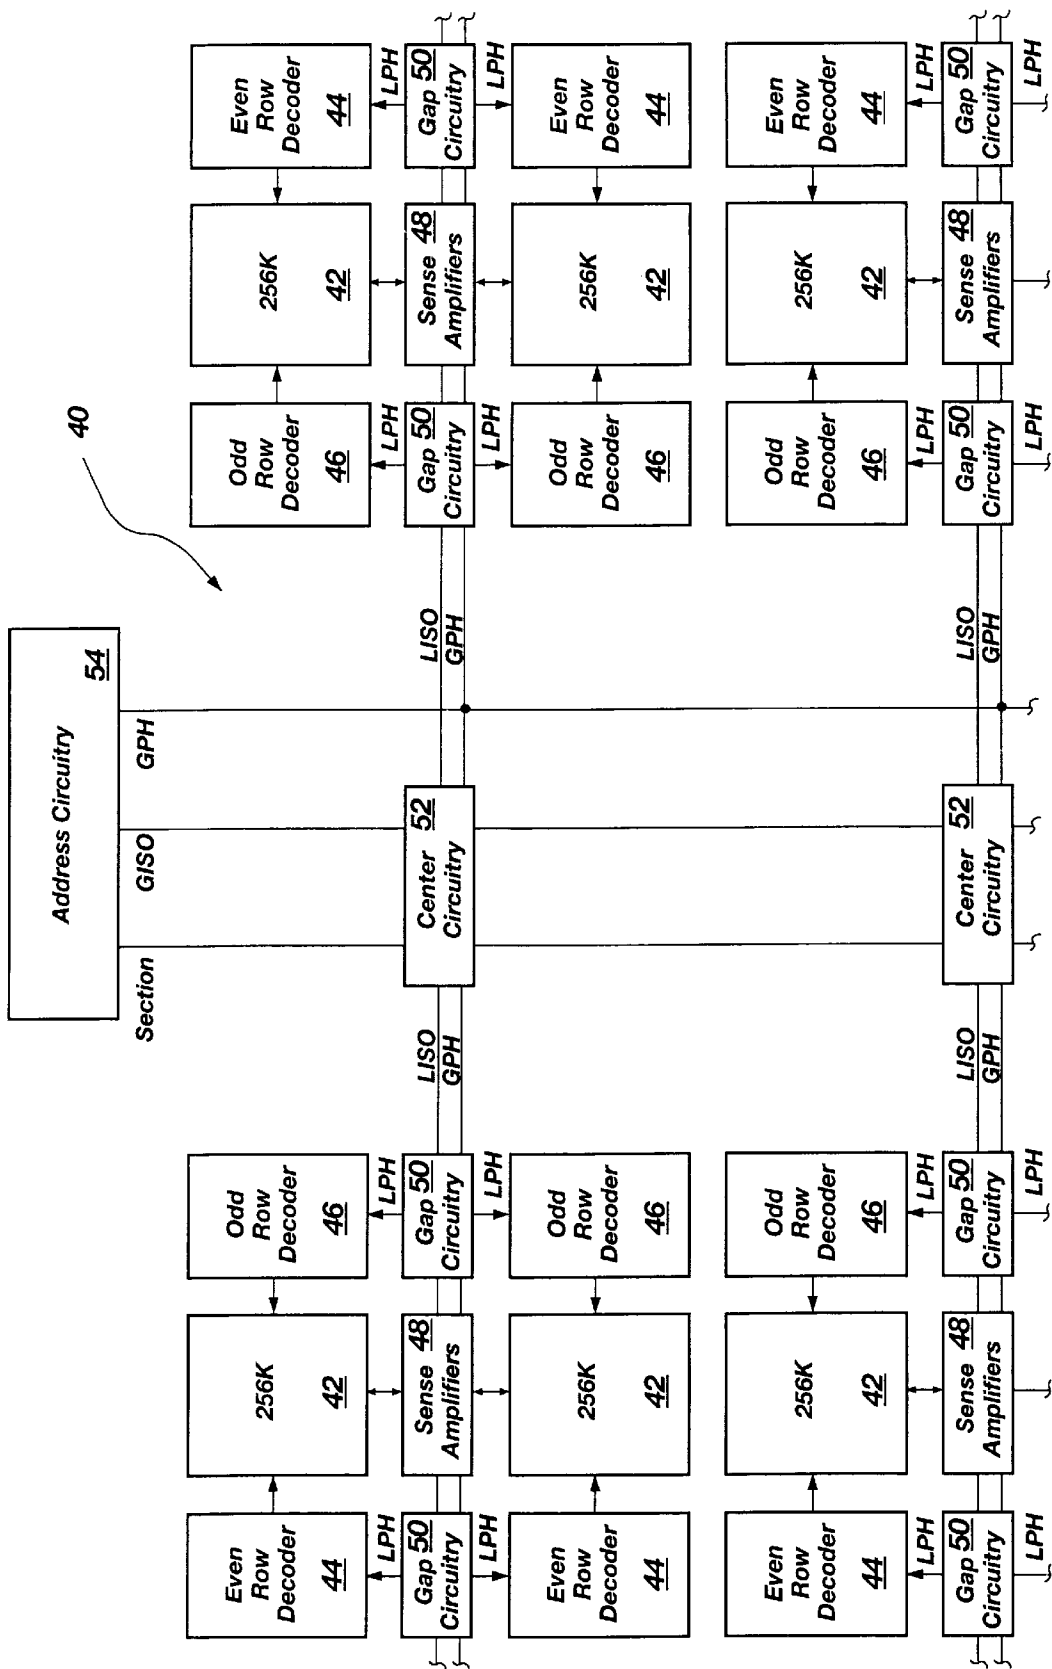 Address Circuitry
54
40
Section
GISO
GPH
Even
Row
Decoder
44
256K
42
Odd
Row
Decoder
46
Odd
Row
Decoder
46
256K
42
Even
Row
Decoder
44
LPH
LPH
LPH
LPH
Gap 50
Circuitry
Sense 48
Amplifiers
Gap 50
Circuitry
LISO
GPH
Center 52
Circuitry
LISO
GPH
Gap 50
Circuitry
Sense 48
Amplifiers
Gap 50
Circuitry
LPH
LPH
LPH
LPH
Even
Row
Decoder
44
256K
42
Odd
Row
Decoder
46
Odd
Row
Decoder
46
256K
42
Even
Row
Decoder
44
Even
Row
Decoder
44
256K
42
Odd
Row
Decoder
46
Odd
Row
Decoder
46
256K
42
Even
Row
Decoder
44
LPH
LPH
LPH
LPH
Gap 50
Circuitry
Sense 48
Amplifiers
Gap 50
Circuitry
LISO
GPH
Center 52
Circuitry
LISO
GPH
Gap 50
Circuitry
Sense 48
Amplifiers
Gap 50
Circuitry
LPH
LPH
LPH
LPH